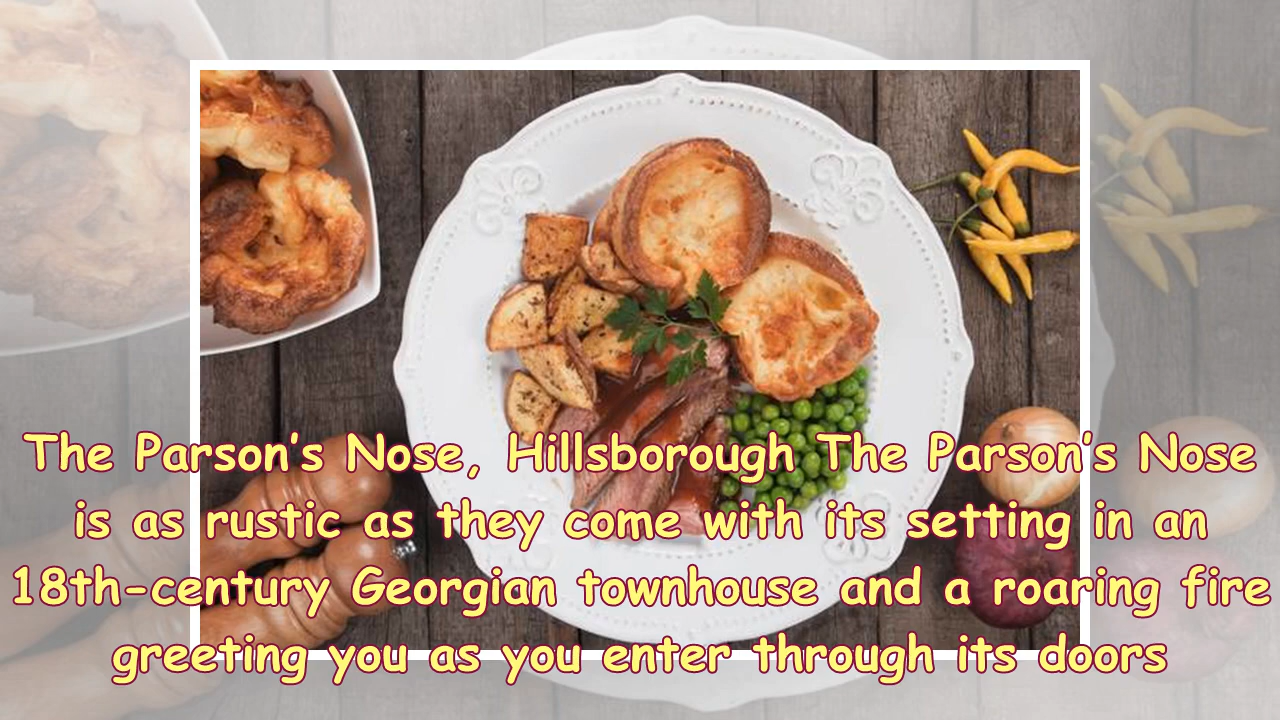 The Parson's Nose, Hillsborough The Parson's Nose
is as rustic as they come with its setting in an
18th-century Georgian townhouse and a roaring fire
greeting you as you enter through its doors